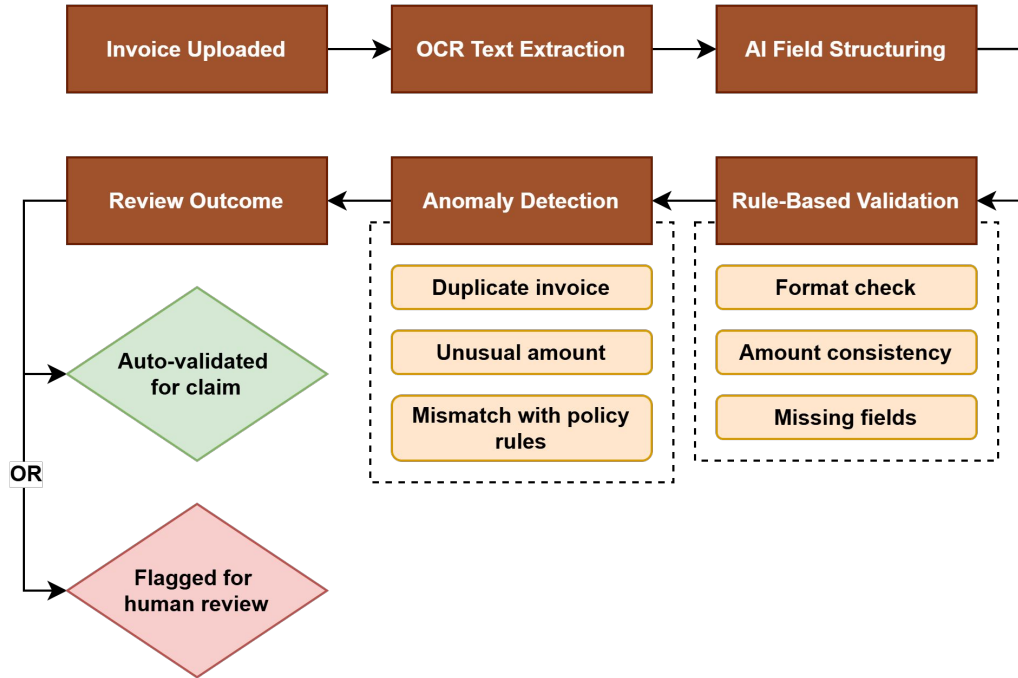 Invoice Uploaded
OCR Text Extraction
AI Field Structuring
Review Outcome
Anomaly Detection
Rule-Based Validation
Duplicate invoice
Unusual amount
Mismatch with policy
rules
Format check
Amount consistency
Missing fields
Auto-validated
for claim
OR
Flagged for
human review